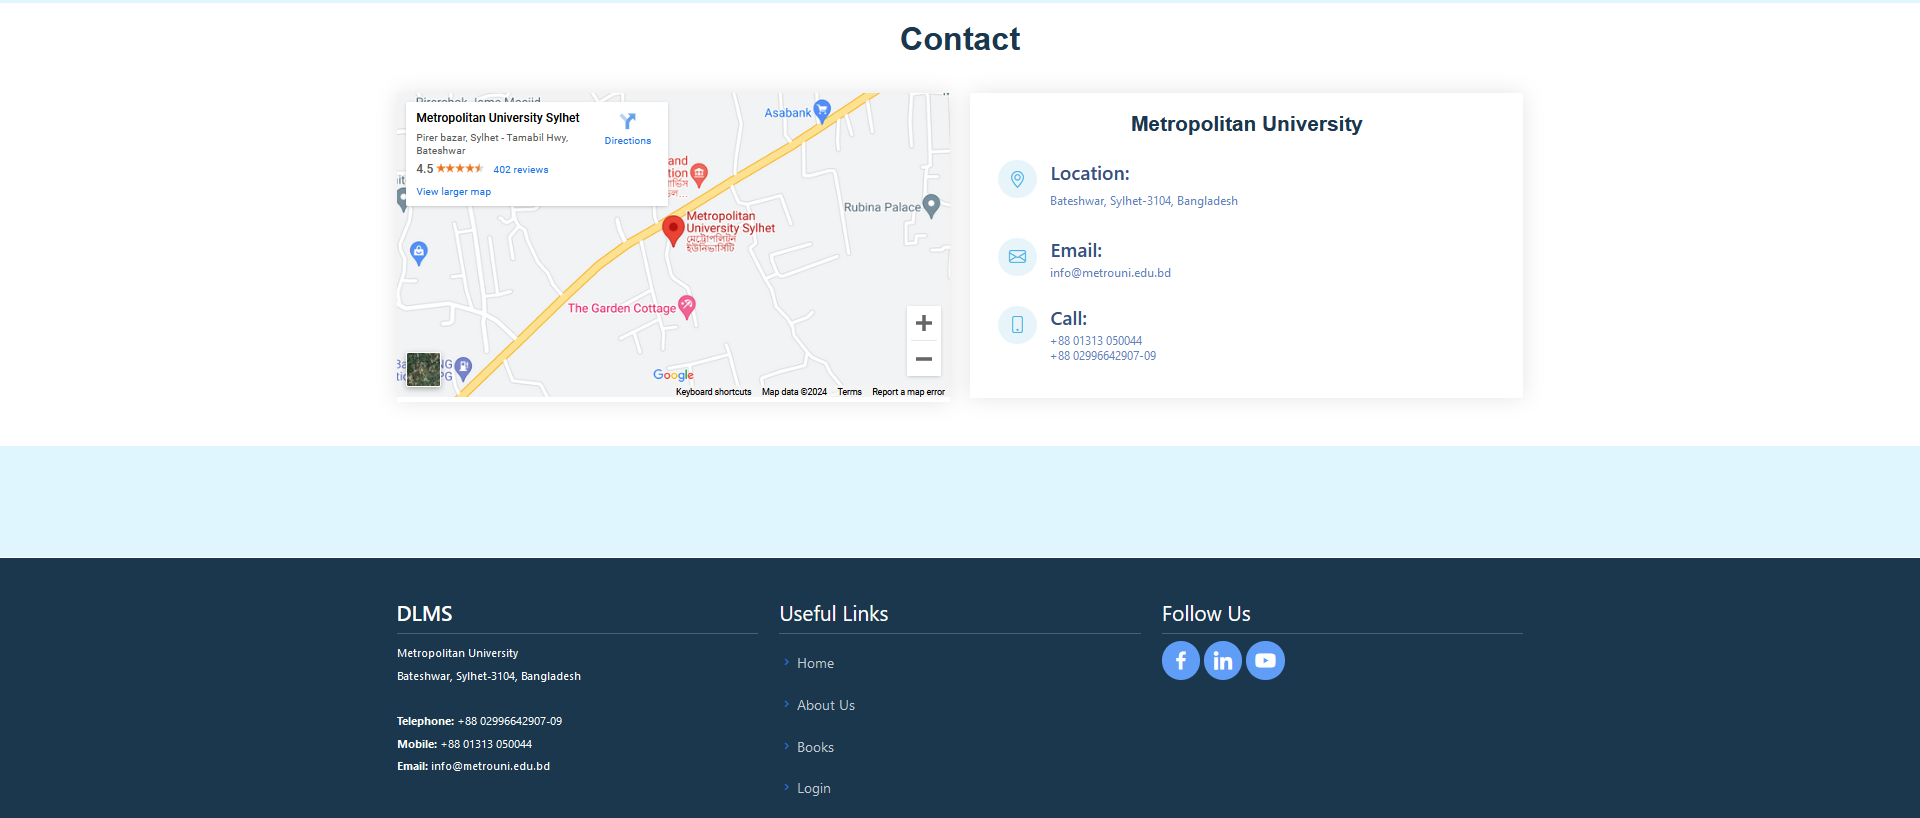 Contact
Metropolitan University Sylhet
Pirer bazar, Sylhet - Tamabil Hwy,
Bateshwar
4.5 402 reviews
View larger map
Directions
Asabank
Rubina Palace
Metropolitan
University Sylhet
মেট্রোপলিটন
ইউনিভার্সিটি
The Garden Cottage
Google
Keyboard shortcuts Map data ©2024 Terms Report a map error
Metropolitan University
Location:
Bateshwar, Sylhet-3104, Bangladesh
Email:
info@metrouni.edu.bd
Call:
+88 01313 050044
+88 02996642907-09
DLMS
Metropolitan University
Bateshwar, Sylhet-3104, Bangladesh
Telephone: +88 02996642907-09
Mobile: +88 01313 050044
Email: info@metrouni.edu.bd
Useful Links
Home
About Us
Books
Login
Follow Us